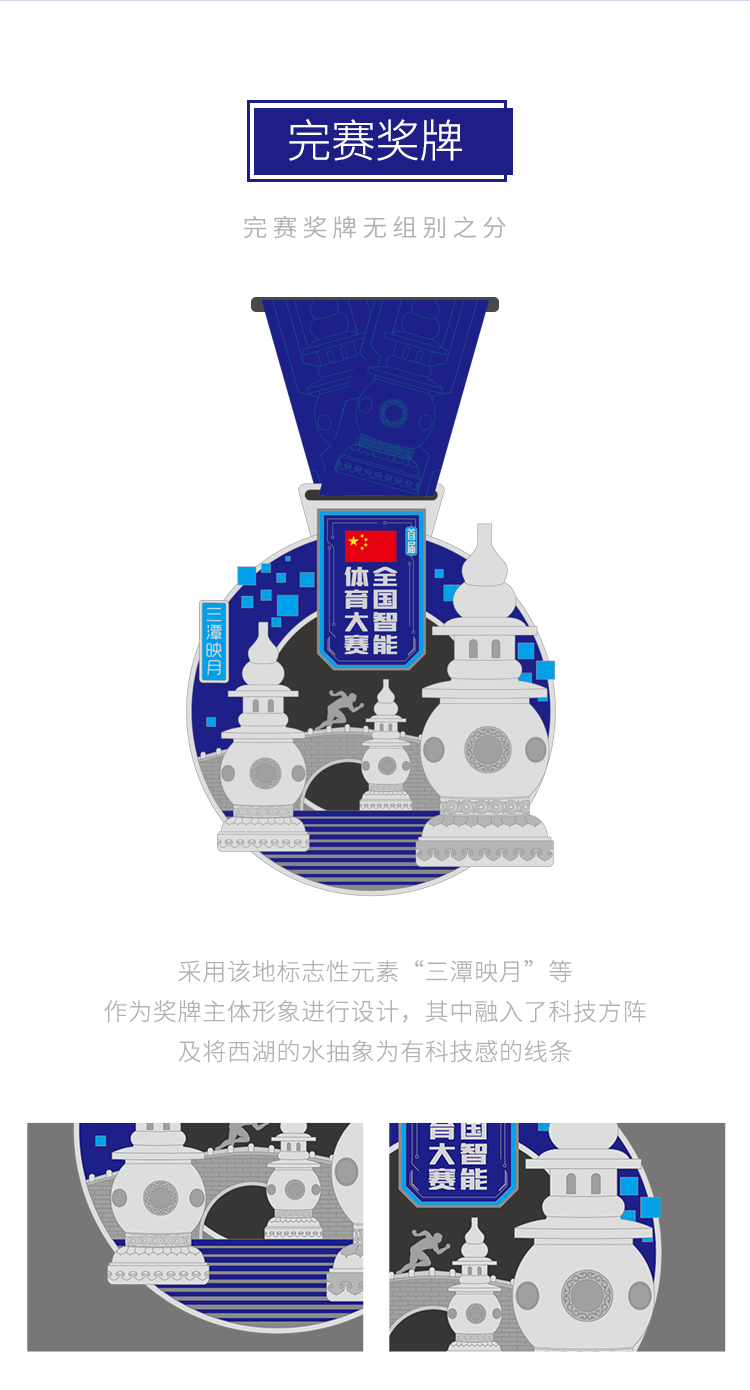 完赛奖牌
完赛奖牌无组别之分
首届
全国智能
体育大赛
三潭映月
采用该地标志性元素“三潭映月”等
作为奖牌主体形象进行设计，其中融入了科技方阵
及将西湖的水抽象为有科技感的线条
国智能
育大赛